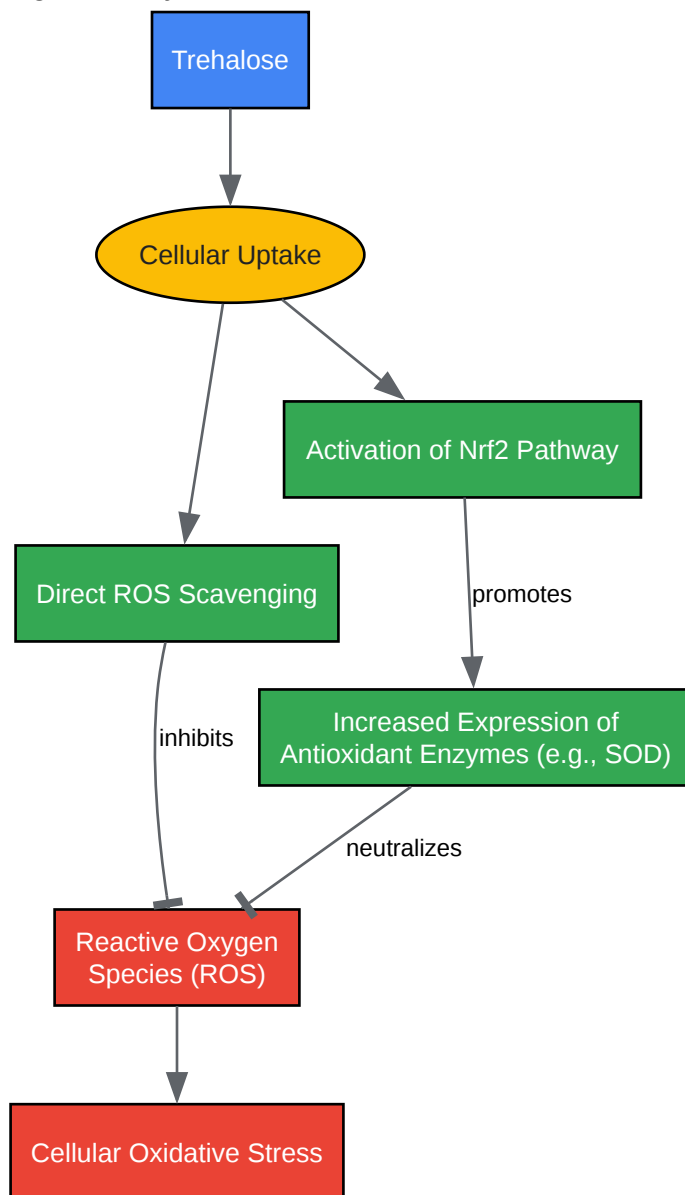 Trehalose
Cellular Uptake
Activation of Nrf2 Pathway
Direct ROS Scavenging
promotes
Increased Expression of
Antioxidant Enzymes (e.g., SOD)
inhibits
neutralizes
Reactive Oxygen
Species (ROS)
Cellular Oxidative Stress